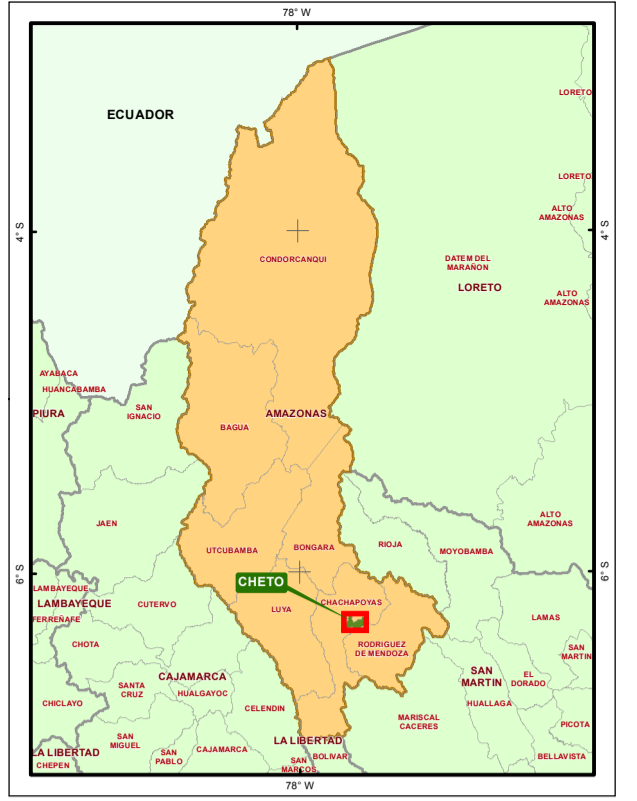 78° W
LORETO
ECUADOR
LORETO
ALTO
AMAZONAS
4° S
4° S
CONDORCANQUI
DATEM DEL
MARAÑON
LORETO
ALTO
AMAZONAS
AYABACA
HUANCABAMBA
PIURA
SAN
IGNACIO
AMAZONAS
BAGUA
JAEN
ALTO
AMAZONAS
UTCUBAMBA
BONGARA
RIOJA
MOYOBAMBA
6° S
6° S
CHETO
LAMBAYEQUE
LAMBAYEQUE
FERREÑAFE
CUTERVO
LUYA
CHACHAPOYAS
LAMAS
CHOTA
RODRIGUEZ
DE MENDOZA
SAN
MARTIN
CAJAMARCA
SANTA
CRUZ
HUALGAYOC
SAN
MARTIN
EL
DORADO
CHICLAYO
CELENDIN
HUALLAGA
MARISCAL
CACERES
PICOTA
SAN
MIGUEL
LA LIBERTAD
LA LIBERTAD
CHEPEN
SAN
PABLO
CAJAMARCA
SAN
MARCOS
BOLIVAR
BELLAVISTA
78° W